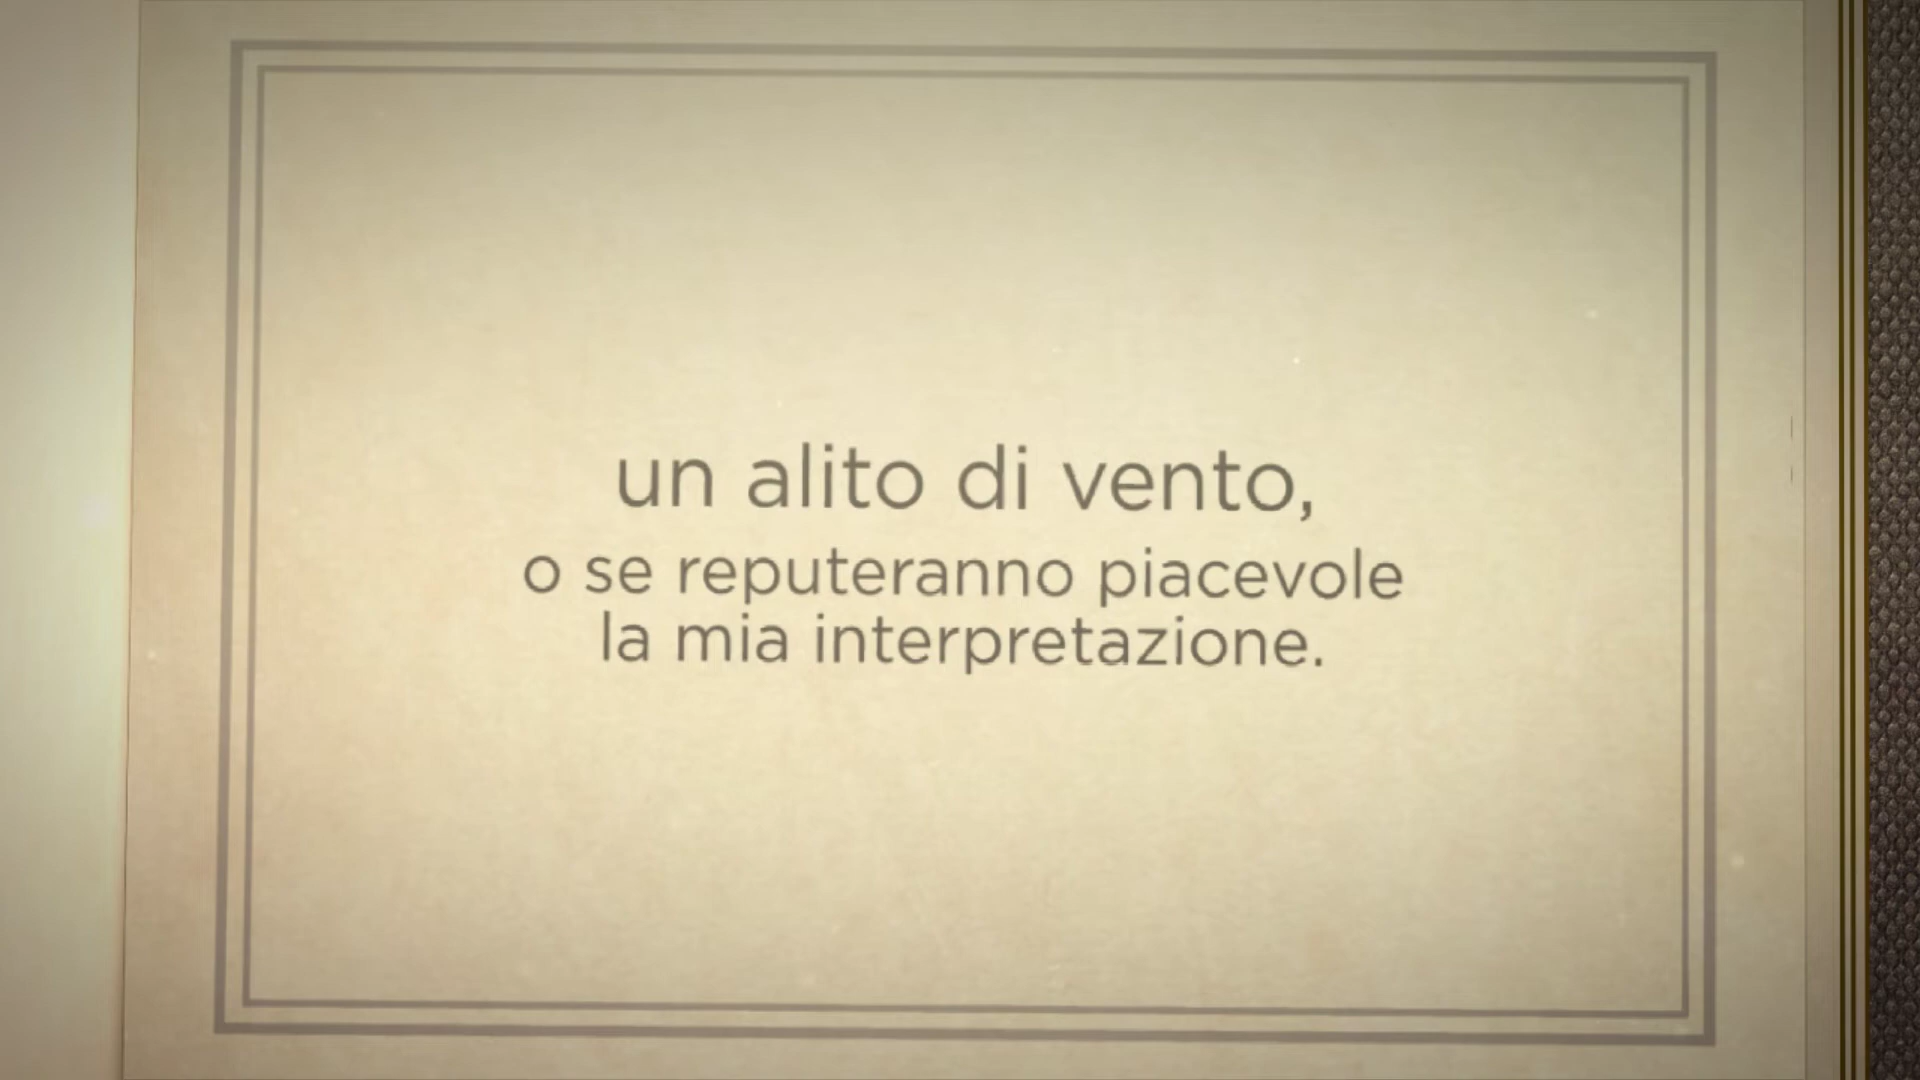 un alito di vento,
o se reputeranno piacevole
la mia interpretazione.